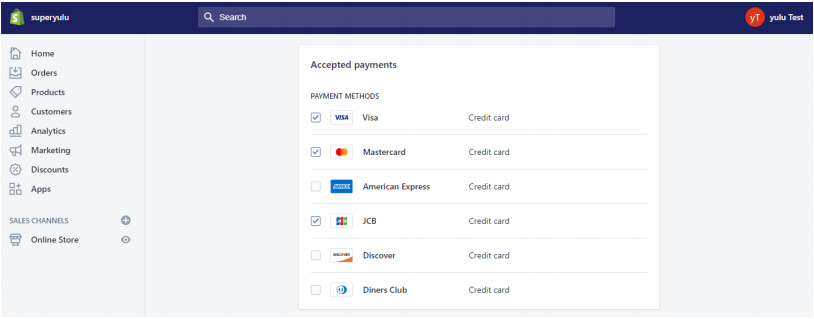 superyulu
Search
yT yulu Test
Home
Orders
Products
Customers
Analytics
Marketing
Discounts
Apps
SALES CHANNELS
Online Store
Accepted payments
PAYMENT METHODS
VISA Visa Credit card
Mastercard Credit card
American Express Credit card
JCB JCB Credit card
DISCOVER Discover Credit card
Diners Club Credit card